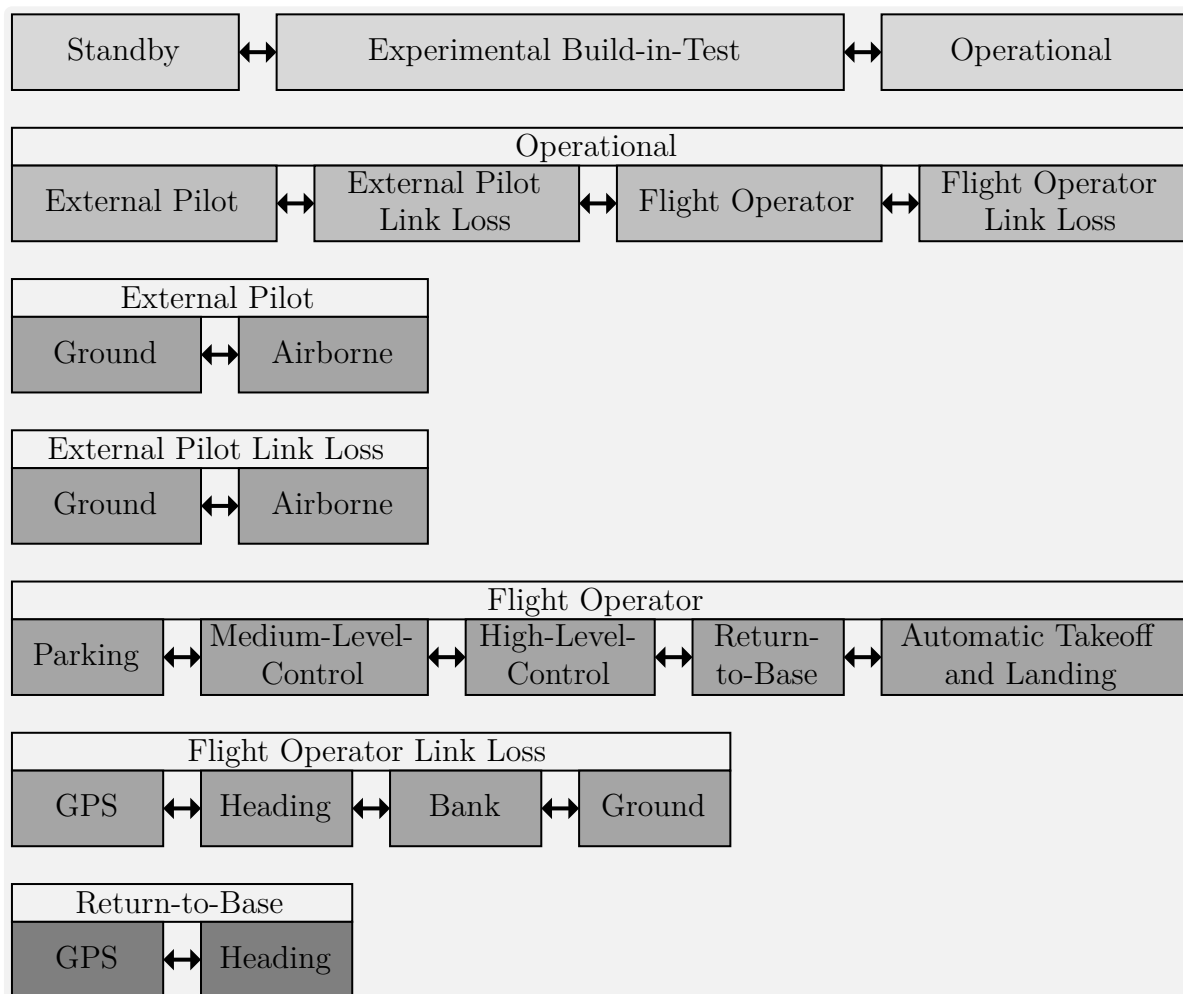 Standby
Experimental Build-in-Test
Operational
Operational
External Pilot
External Pilot
Link Loss
Flight Operator
Flight Operator
Link Loss
External Pilot
Ground
Airborne
External Pilot Link Loss
Ground
Airborne
Flight Operator
Parking
Medium-Level-
Control
High-Level-
Control
Return-
to-Base
Automatic Takeoff
and Landing
Flight Operator Link Loss
GPS
Heading
Bank
Ground
Return-to-Base
GPS
Heading